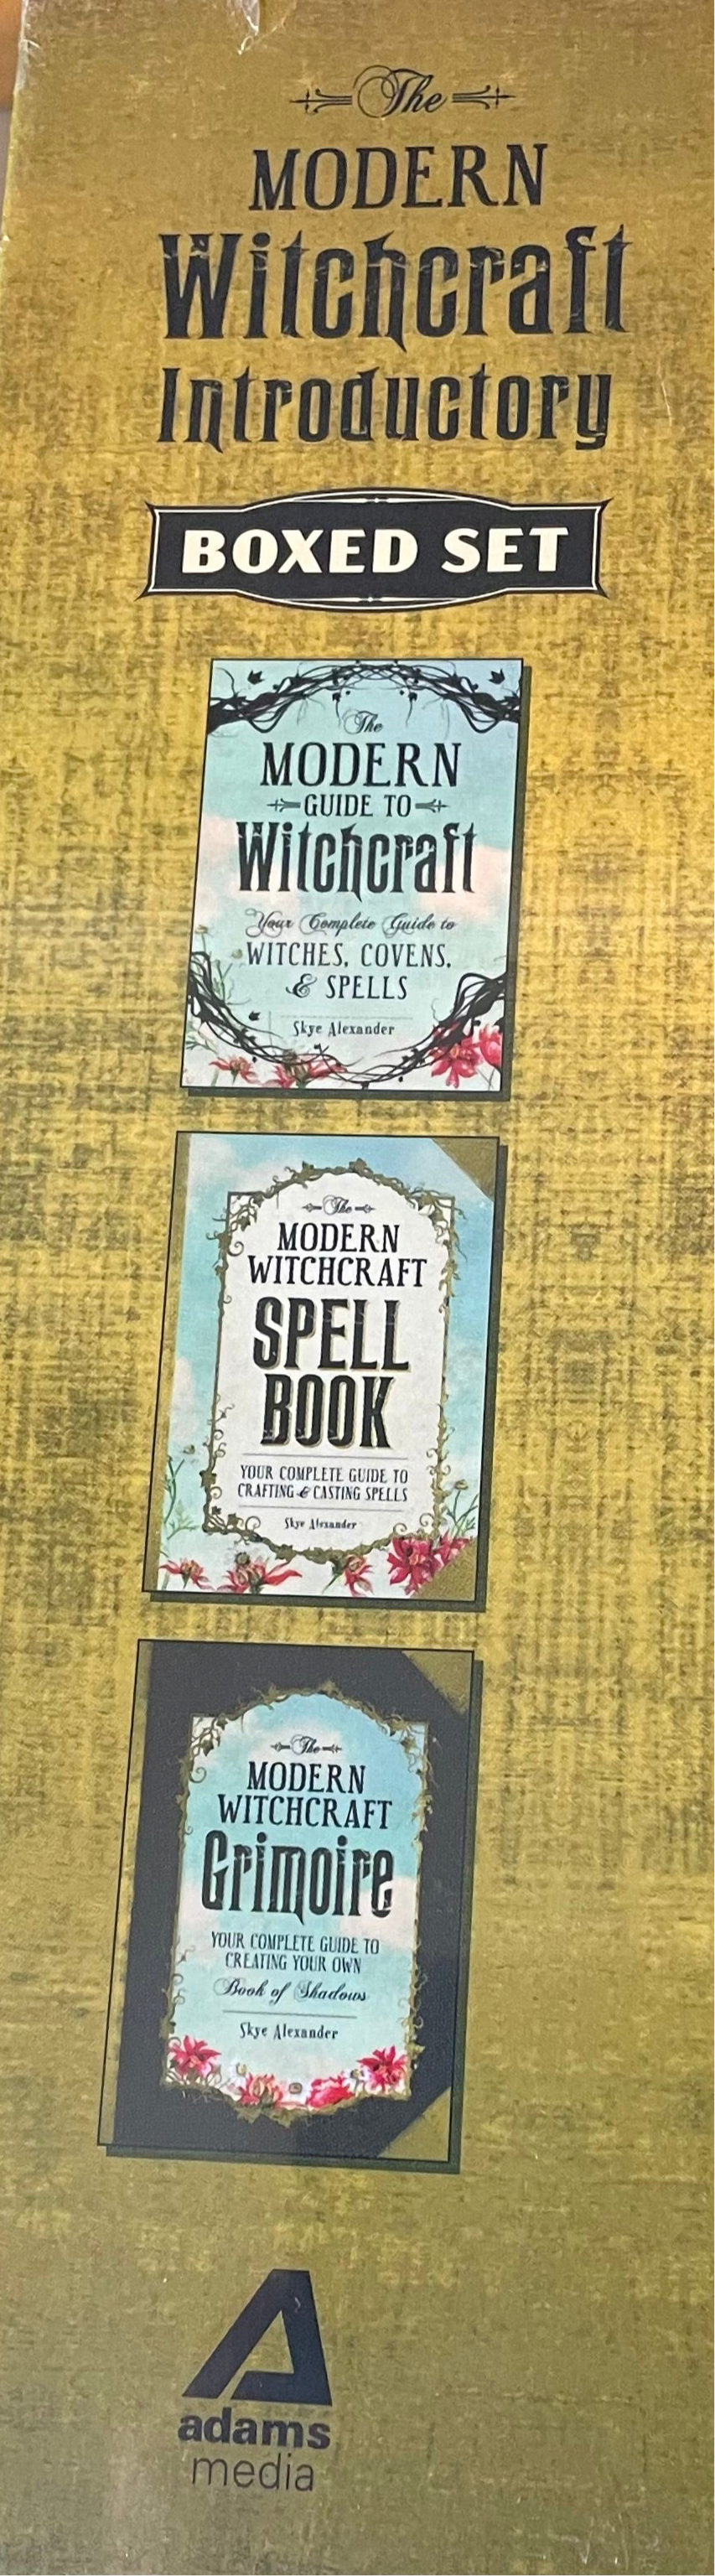 The
MODERN
Witchcraft
Introductory
BOXED SET
The
MODERN
GUIDE TO
Witchcraft
Your Complete Guide to
WITCHES, COVENS,
& SPELLS
Skye Alexander
The
MODERN
WITCHCRAFT
SPELL
BOOK
YOUR COMPLETE GUIDE TO
CRAFTING & CASTING SPELLS
Skye Alexander
The
MODERN
WITCHCRAFT
Grimoire
YOUR COMPLETE GUIDE TO
CREATING YOUR OWN
Book of Shadows
Skye Alexander
adams
media